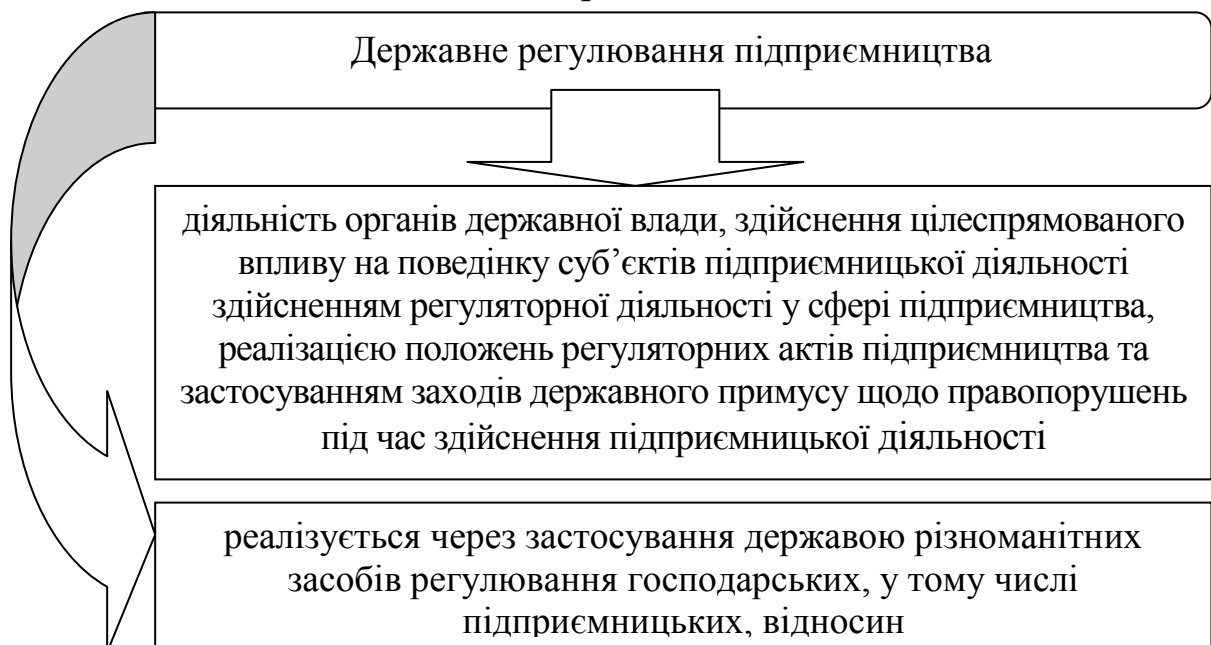 Державне регулювання підприємництва
діяльність органів державної влади, здійснення цілеспрямованого
впливу на поведінку суб’єктів підприємницької діяльності
здійсненням регуляторної діяльності у сфері підприємництва,
реалізацією положень регуляторних актів підприємництва та
застосуванням заходів державного примусу щодо правопорушень
під час здійснення підприємницької діяльності
реалізується через застосування державою різноманітних
засобів регулювання господарських, у тому числі
підприємницьких, відносин